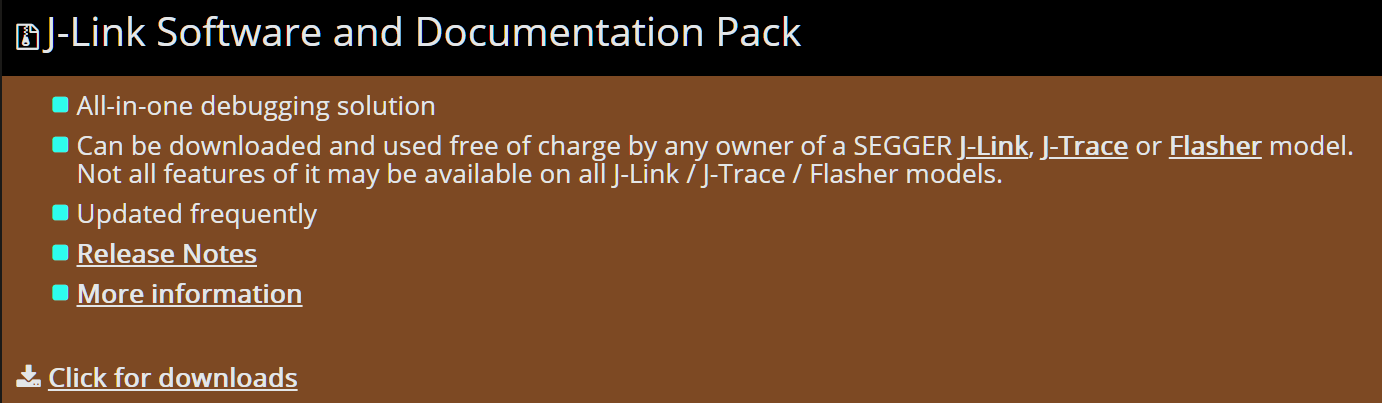 J-Link Software and Documentation Pack
All-in-one debugging solution
Can be downloaded and used free of charge by any owner of a SEGGER J-Link, J-Trace or Flasher model.
Not all features of it may be available on all J-Link / J-Trace / Flasher models.
Updated frequently
Release Notes
More information
Click for downloads